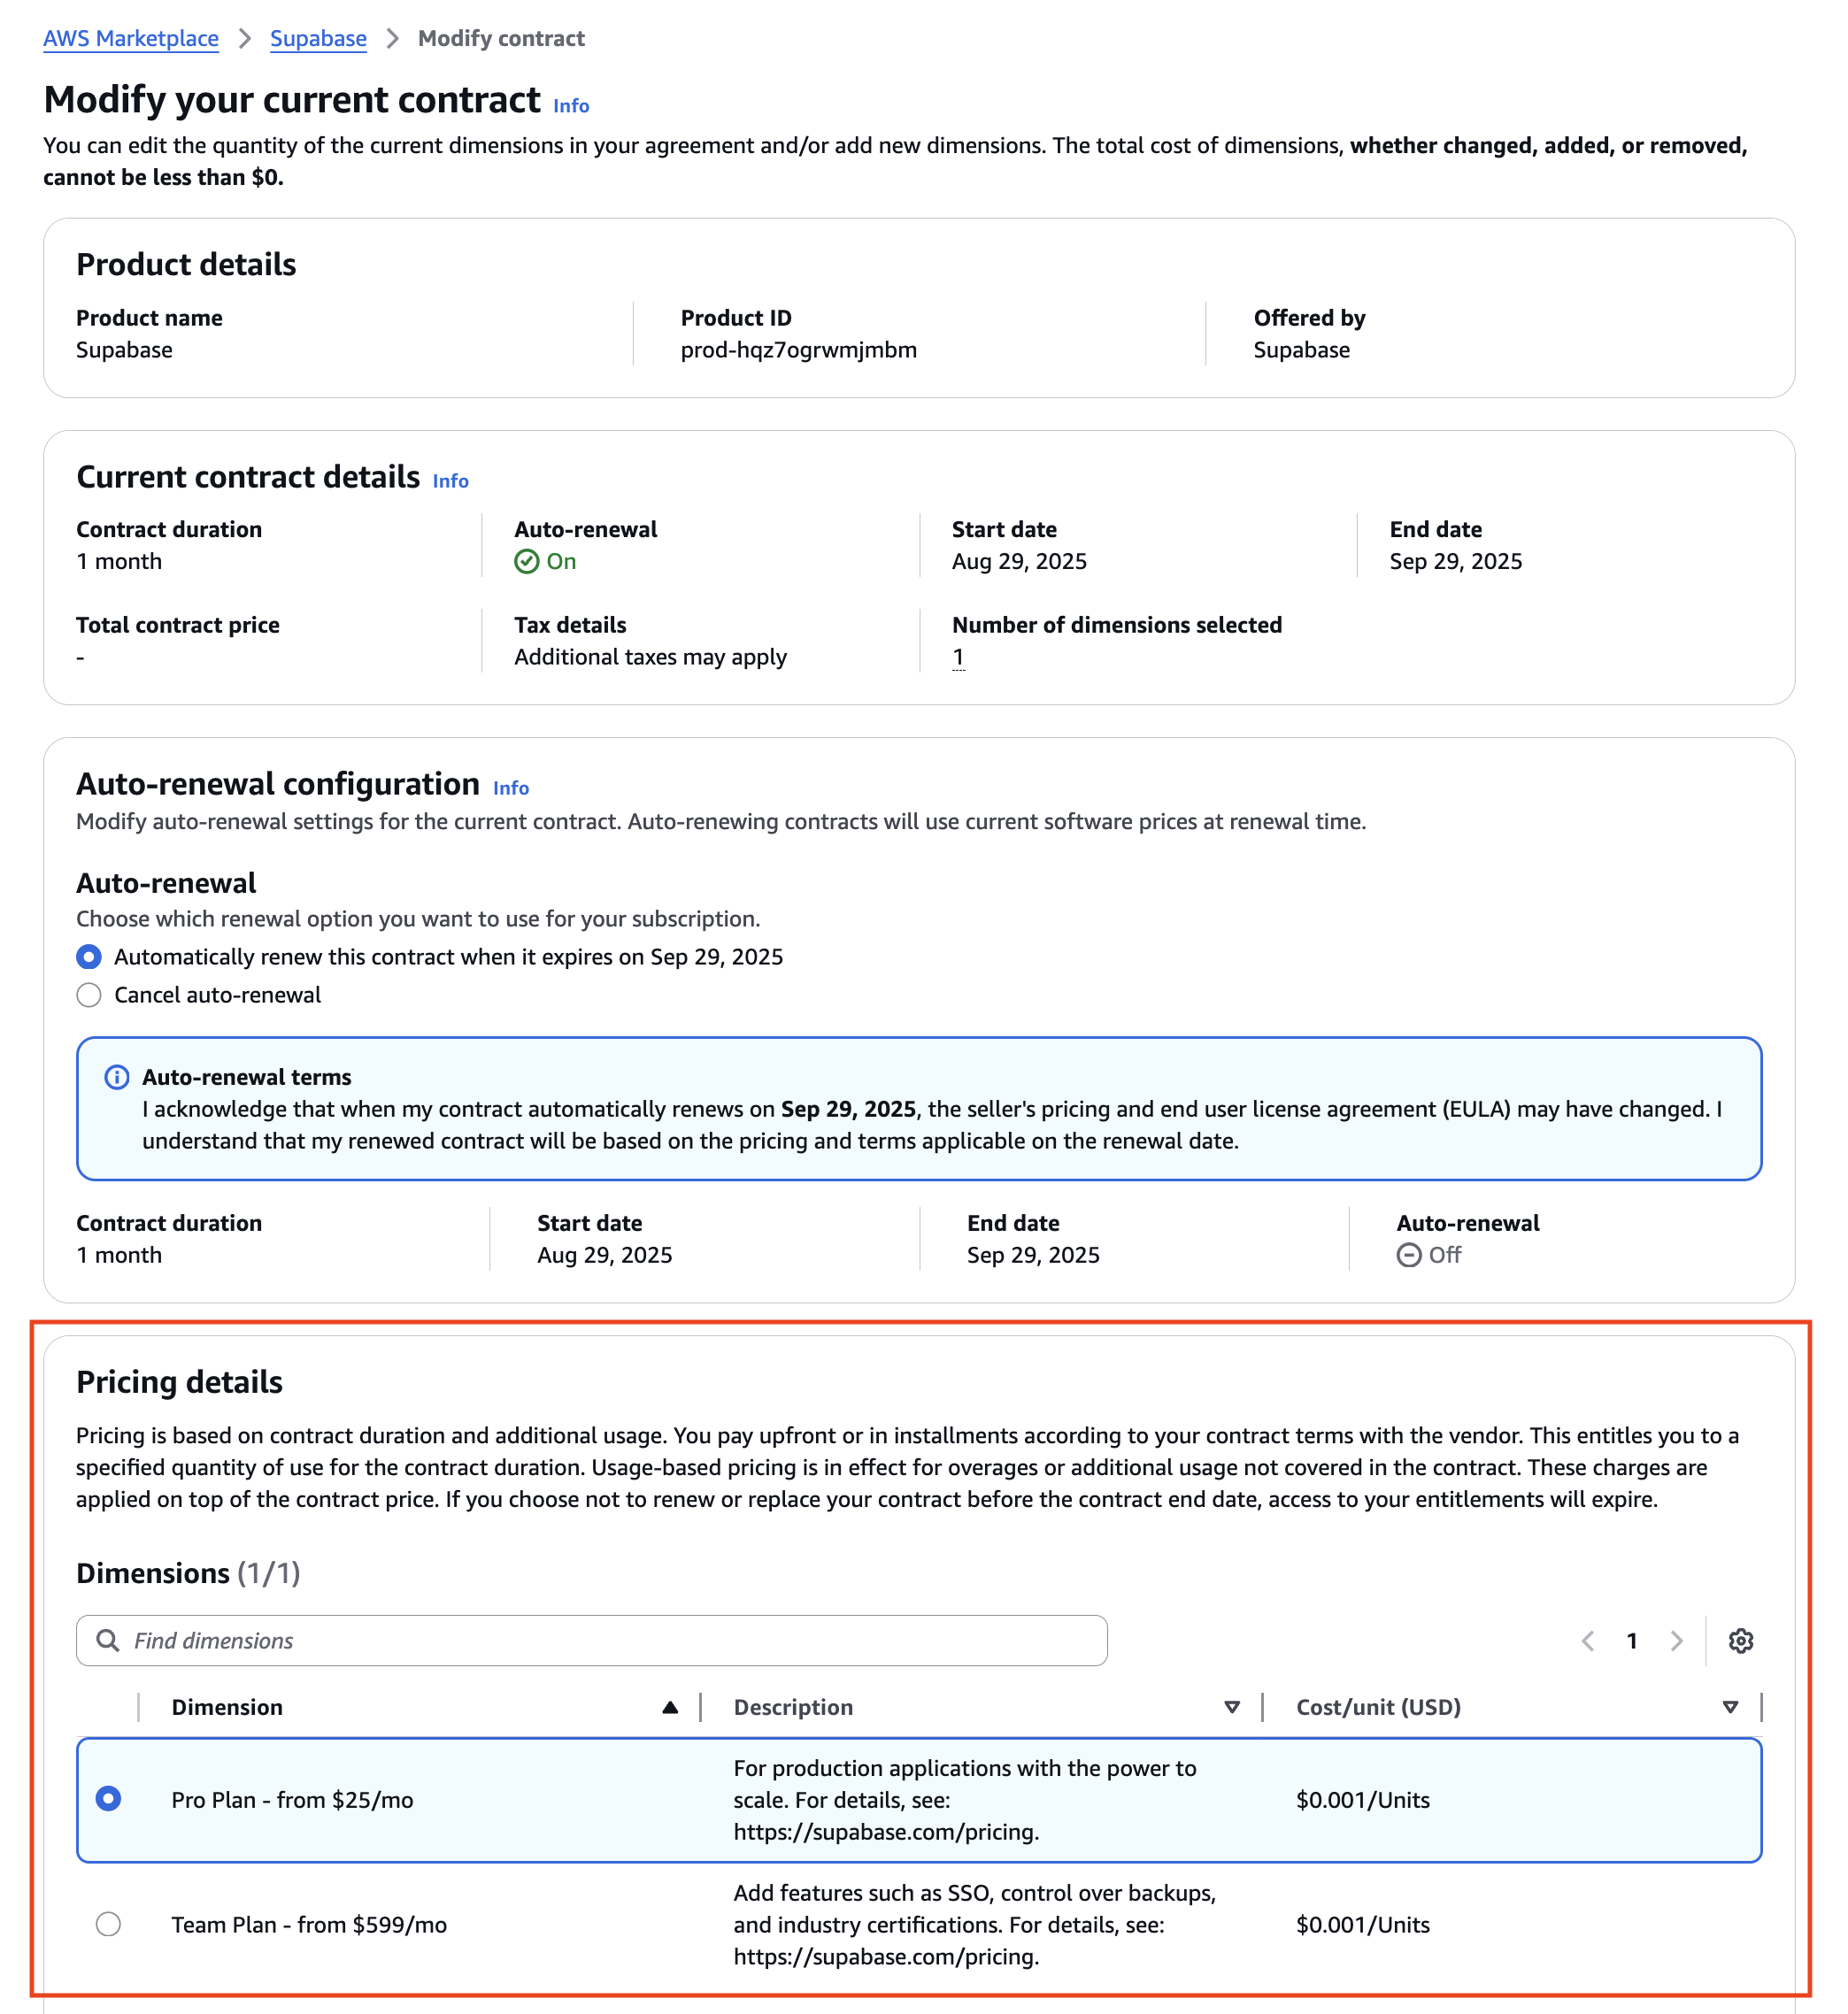 AWS Marketplace > Supabase > Modify contract
Modify your current contract Info
You can edit the quantity of the current dimensions in your agreement and/or add new dimensions. The total cost of dimensions, whether changed, added, or removed,
cannot be less than $0.
Product details
Product name
Supabase
Product ID
prod-hqz7ogrwmjmbm
Offered by
Supabase
Current contract details Info
Contract duration
1 month
Auto-renewal
On
Start date
Aug 29, 2025
End date
Sep 29, 2025
Total contract price
-
Tax details
Additional taxes may apply
Number of dimensions selected
1
Auto-renewal configuration Info
Modify auto-renewal settings for the current contract. Auto-renewing contracts will use current software prices at renewal time.
Auto-renewal
Choose which renewal option you want to use for your subscription.
Automatically renew this contract when it expires on Sep 29, 2025
Cancel auto-renewal
Auto-renewal terms
I acknowledge that when my contract automatically renews on Sep 29, 2025, the seller's pricing and end user license agreement (EULA) may have changed. I
understand that my renewed contract will be based on the pricing and terms applicable on the renewal date.
Contract duration
1 month
Start date
Aug 29, 2025
End date
Sep 29, 2025
Auto-renewal
Off
Pricing details
Pricing is based on contract duration and additional usage. You pay upfront or in installments according to your contract terms with the vendor. This entitles you to a
specified quantity of use for the contract duration. Usage-based pricing is in effect for overages or additional usage not covered in the contract. These charges are
applied on top of the contract price. If you choose not to renew or replace your contract before the contract end date, access to your entitlements will expire.
Dimensions (1/1)
Find dimensions
1
Dimension
Description
Cost/unit (USD)
Pro Plan - from $25/mo
For production applications with the power to
scale. For details, see:
https://supabase.com/pricing.
$0.001/Units
Team Plan - from $599/mo
Add features such as SSO, control over backups,
and industry certifications. For details, see:
https://supabase.com/pricing.
$0.001/Units